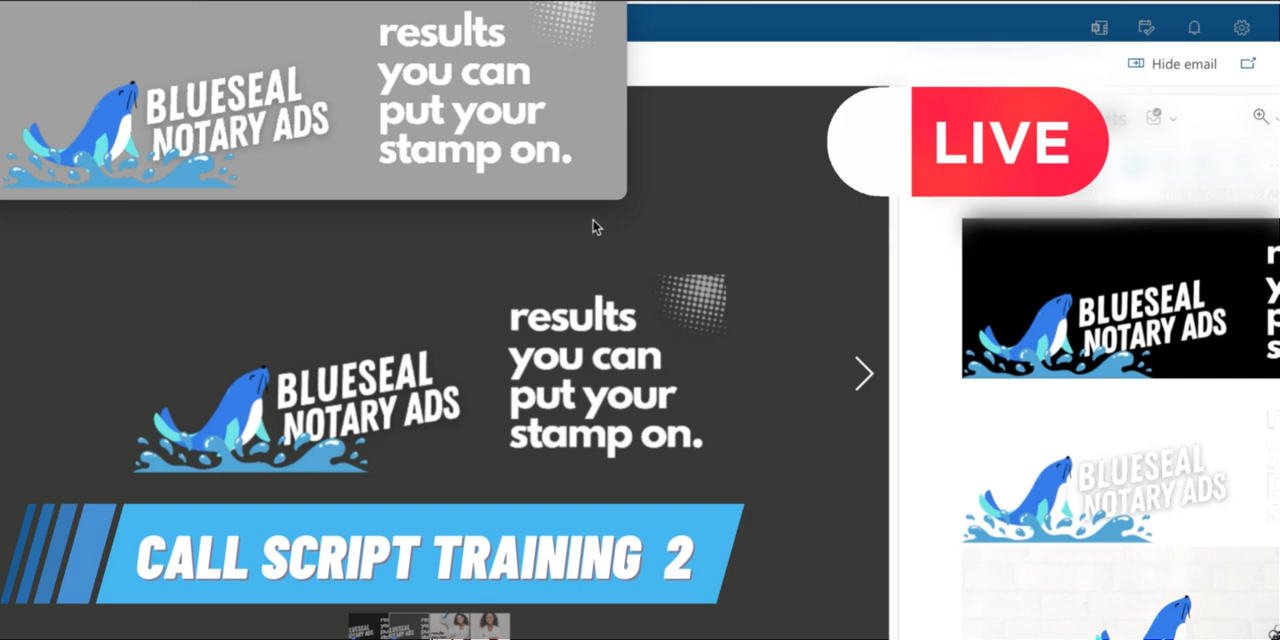 results
you can
put your
stamp on.
BLUESEAL
NOTARY ADS
Hide email
LIVE
results
you can
put your
stamp on.
BLUESEAL
NOTARY ADS
BLUESEAL
NOTARY ADS
BLUESEAL
NOTARY ADS
CALL SCRIPT TRAINING 2